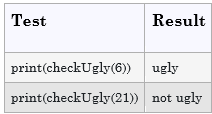 Test Result
print(checkUgly(6)) ugly
print(checkUgly(21)) not ugly